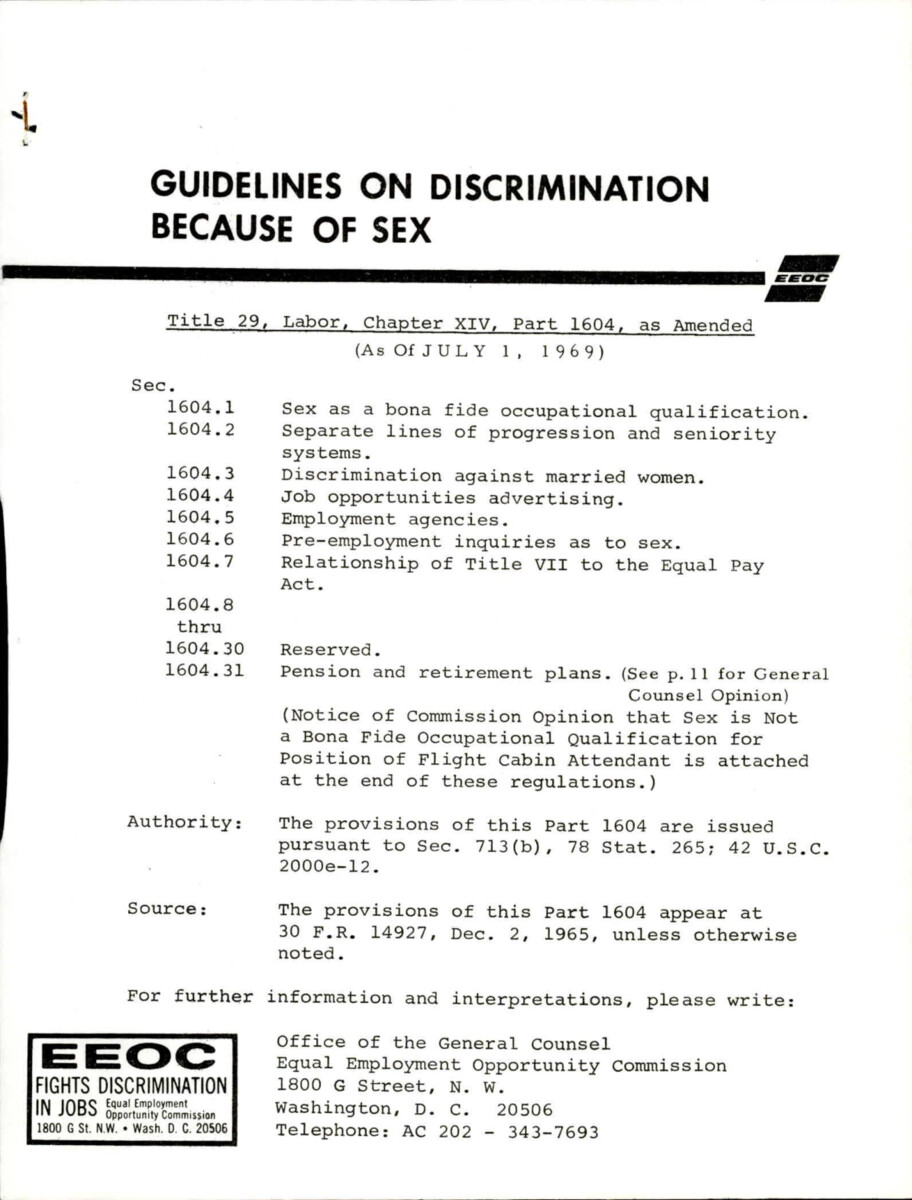 GUIDELINES ON DISCRIMINATION
BECAUSE OF SEX
EEOC
Title 29, Labor, Chapter XIV, Part 1604, as Amended
(As Of JULY 1, 1969)
Sec.
1604.1 Sex as a bona fide occupational qualification.
1604.2 Separate lines of progression and seniority
systems.
1604.3 Discrimination against married women.
1604.4 Job opportunities advertising.
1604.5 Employment agencies.
1604.6 Pre-employment inquiries as to sex.
1604.7 Relationship of Title VII to the Equal Pay
Act.
1604.8
thru
1604.30 Reserved.
1604.31 Pension and retirement plans. (See p. 11 for General
Counsel Opinion)
(Notice of Commission Opinion that Sex is Not
a Bona Fide Occupational Qualification for
Position of Flight Cabin Attendant is attached
at the end of these regulations.)
Authority: The provisions of this Part 1604 are issued
pursuant to Sec. 713(b), 78 Stat. 265; 42 U.S.C.
2000e-12.
Source: The provisions of this Part 1604 appear at
30 F.R. 14927, Dec. 2, 1965, unless otherwise
noted.
For further information and interpretations, please write:
Office of the General Counsel
Equal Employment Opportunity Commission
1800 G Street, N. W.
Washington, D. C. 20506
Telephone: AC 202 - 343-7693
EEOC
FIGHTS DISCRIMINATION
IN JOBS Equal Employment
Opportunity Commission
1800 G St. N.W. • Wash. D. C. 20506